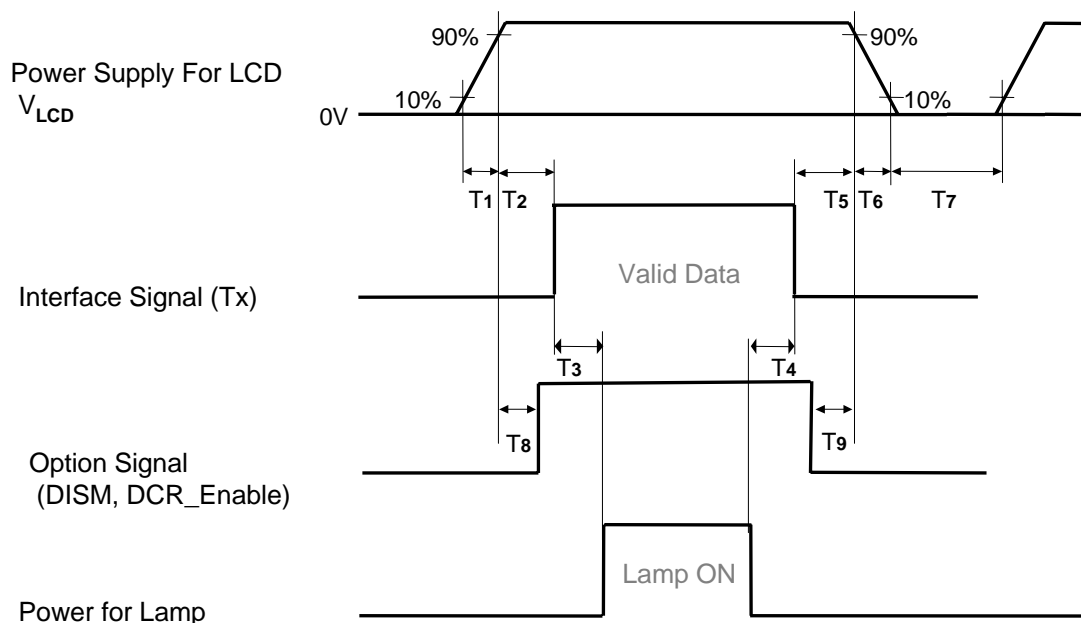 90%
90%
Power Supply For LCD
VLCD
10%
10%
0V
T1 T2
T5 T6 T7
Valid Data
Interface Signal (Tx)
T3
T4
T8
T9
Option Signal
(DISM, DCR_Enable)
Lamp ON
Power for Lamp